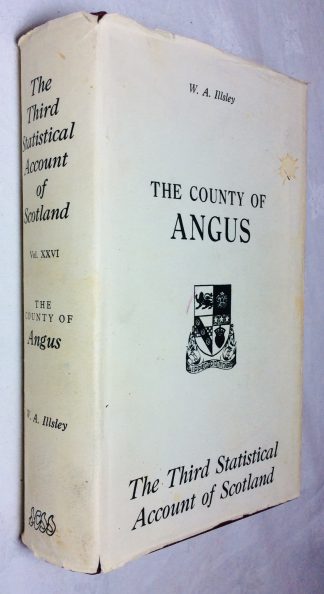 The
Third
Statistical
Account
of
Scotland
Vol. XXVI
THE
COUNTY OF
Angus
W. A. Illsley
W. A. Illsley
THE COUNTY OF
ANGUS
The Third Statistical
Account of Scotland